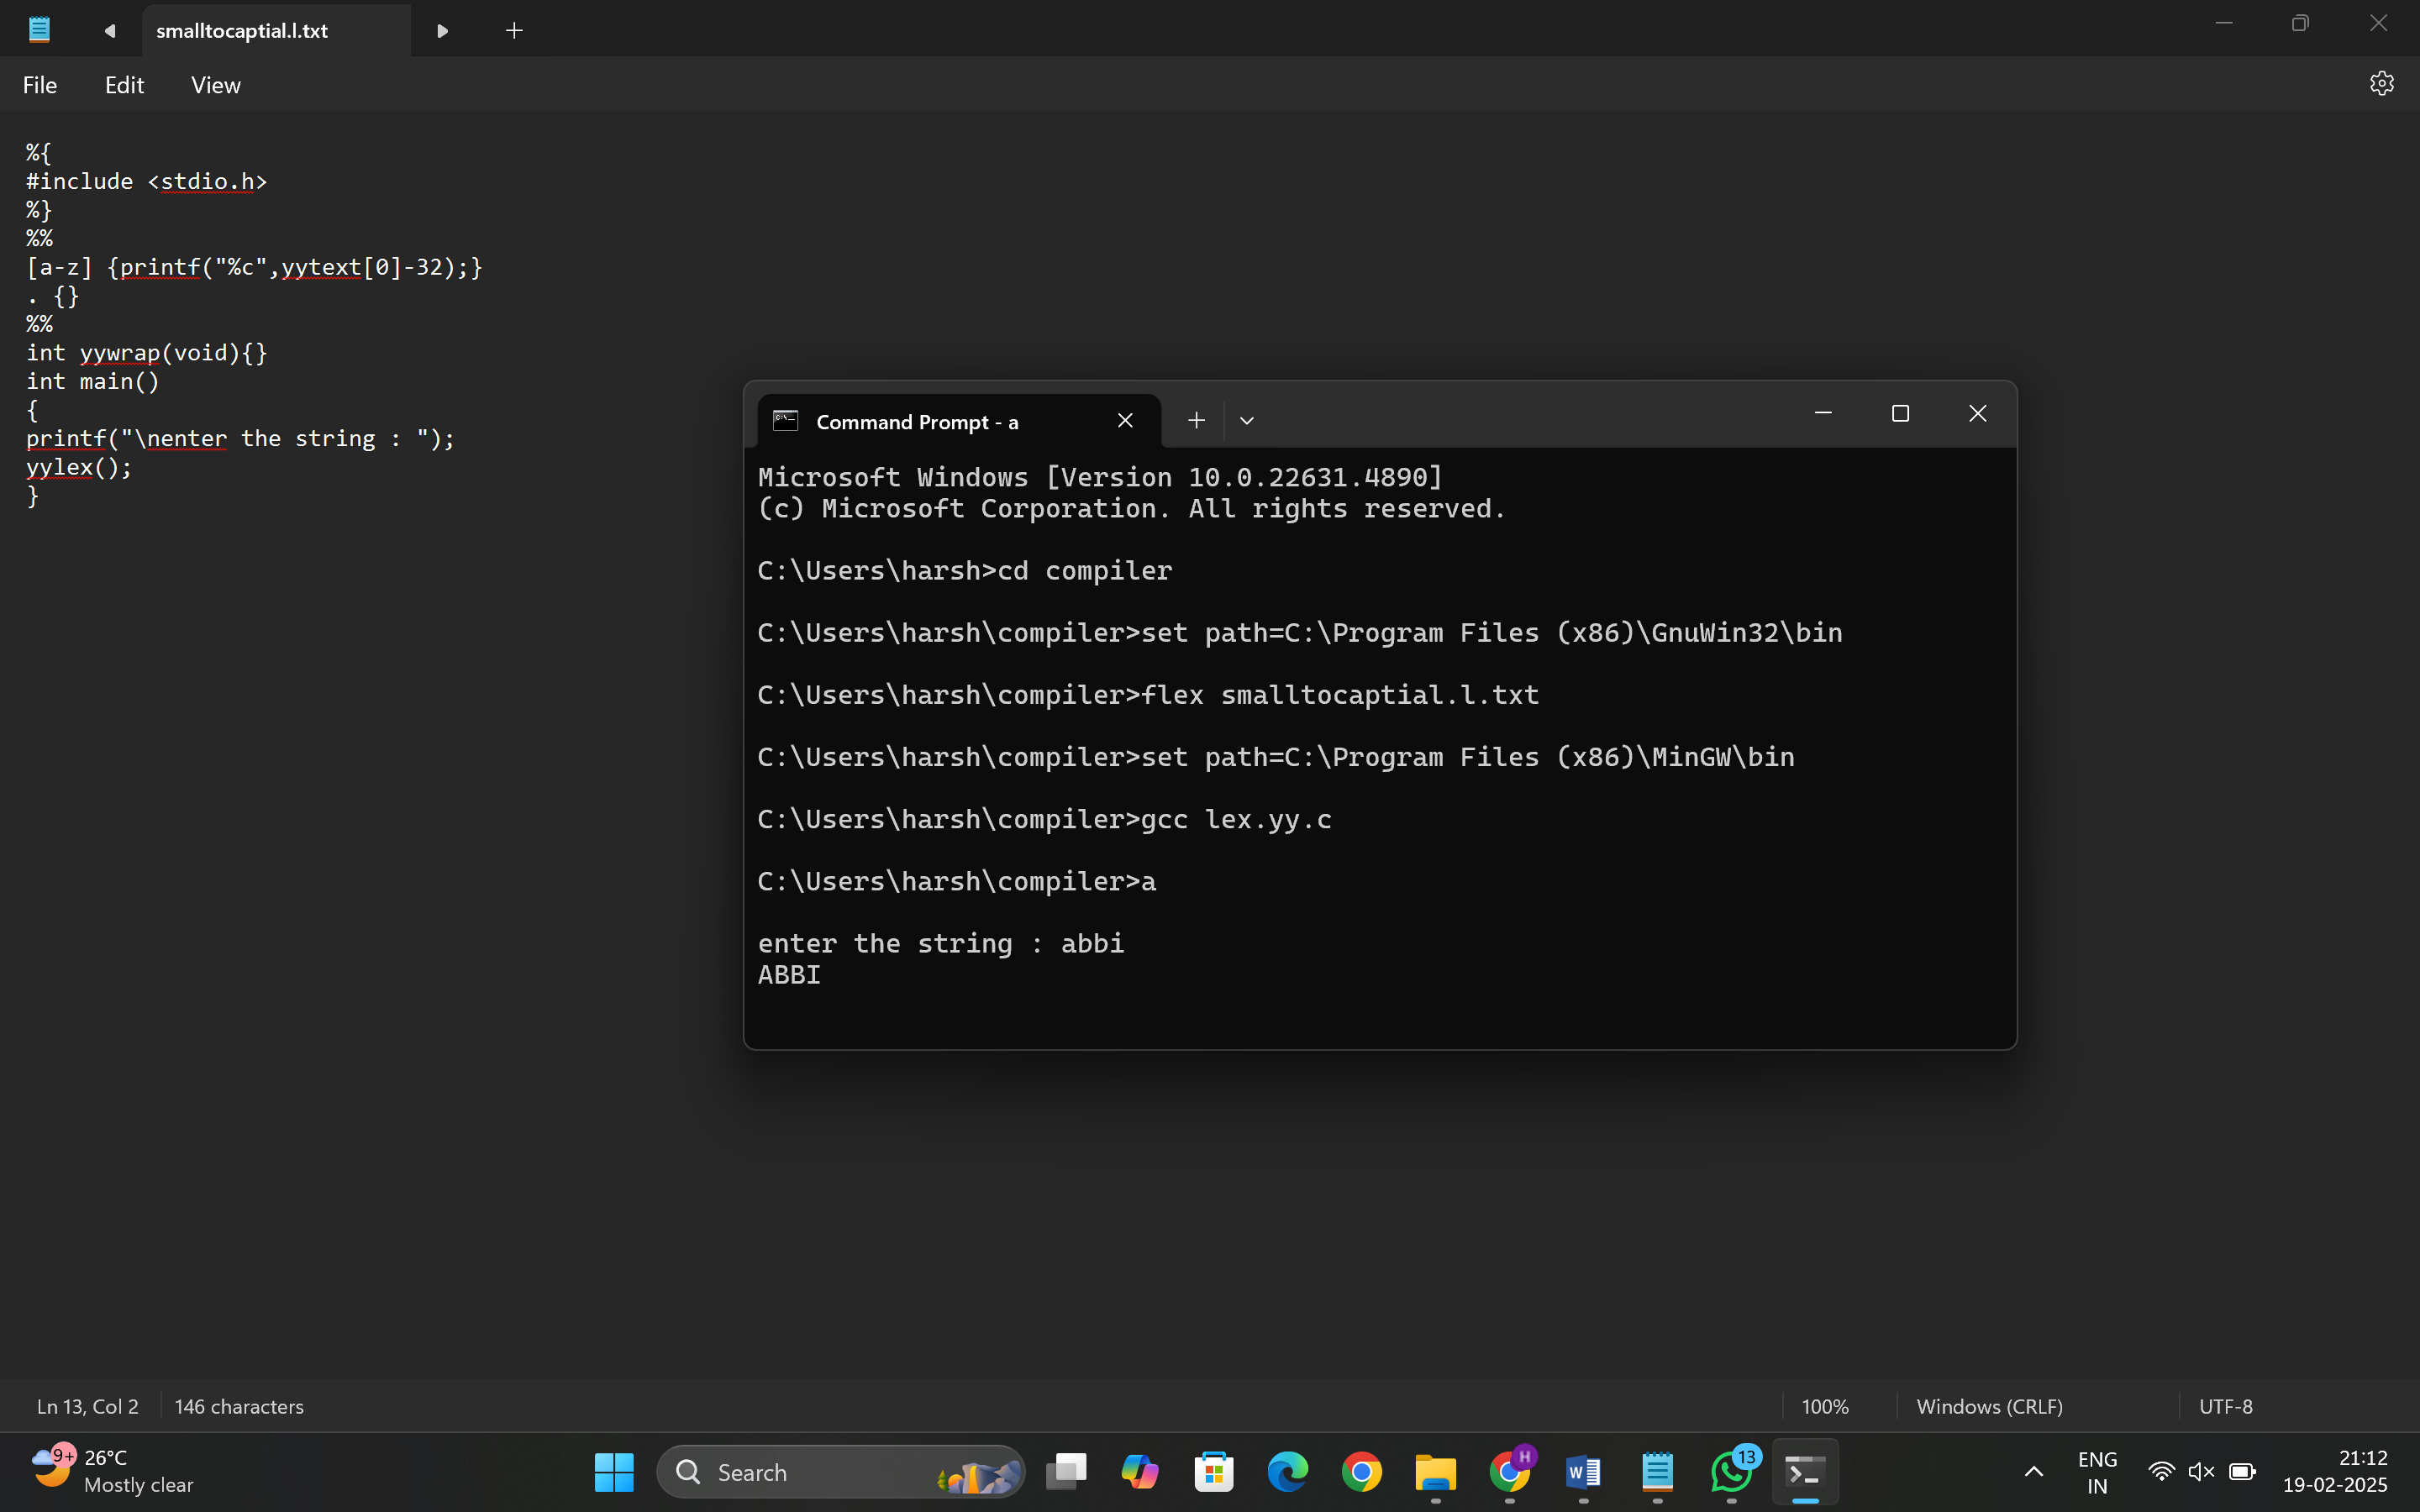 smalltocaptial.l.txt
File Edit View
%{
#include <stdio.h>
%}
%%
[a-z] {printf("%c",yytext[0]-32);}
. {}
%%
int yywrap(void){}
int main()
{
printf("\nenter the string : ");
yylex();
}
Command Prompt - a
Microsoft Windows [Version 10.0.22631.4890]
(c) Microsoft Corporation. All rights reserved.
C:\Users\harsh>cd compiler
C:\Users\harsh\compiler>set path=C:\Program Files (x86)\GnuWin32\bin
C:\Users\harsh\compiler>flex smalltocaptial.l.txt
C:\Users\harsh\compiler>set path=C:\Program Files (x86)\MinGW\bin
C:\Users\harsh\compiler>gcc lex.yy.c
C:\Users\harsh\compiler>a
enter the string : abbi
ABBI
Ln 13, Col 2 146 characters 100% Windows (CRLF) UTF-8
9+ 26°C
Mostly clear
Search
H
W
13
ENG
IN
21:12
19-02-2025